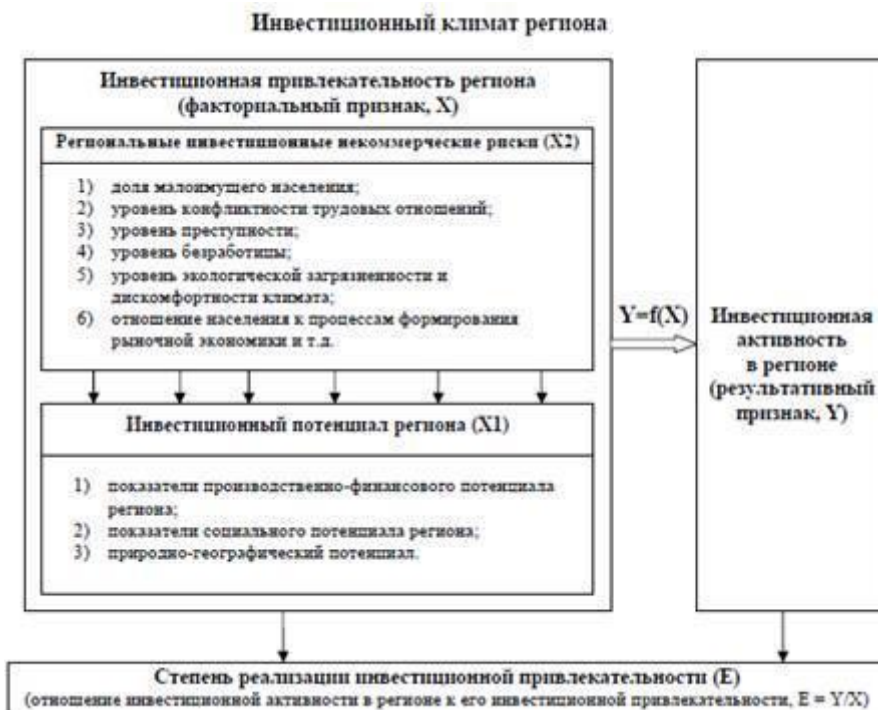 Инвестиционный климат региона
Инвестиционная привлекательность региона
(факториальный признак, X)
Региональные инвестиционные некоммерческие риски (X2)
1) доля малоимущего населения;
2) уровень конфликтности трудовых отношений;
3) уровень преступности;
4) уровень безработицы;
5) уровень экологической загрязненности и
дискомфортности климата;
6) отношение населения к процессам формирования
рыночной экономики и т.д.
Инвестиционный потенциал региона (X1)
1) показатели производственно-финансового потенциала
региона;
2) показатели социального потенциала региона;
3) природно-географический потенциал.
Y=f(X)
Инвестиционная
активность
в регионе
(результативный
признак, Y)
Степень реализации инвестиционной привлекательности (E)
(отношение инвестиционной активности в регионе к его инвестиционной привлекательности, E = Y/X)